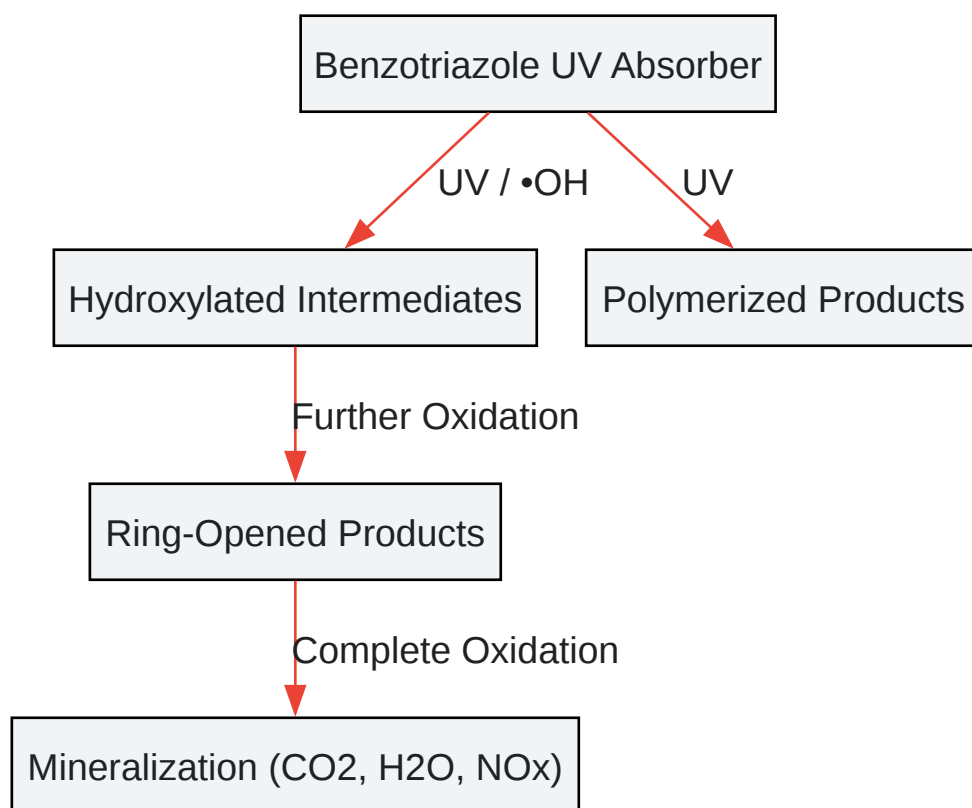 Benzotriazole UV Absorber
UV / •OH
UV
Hydroxylated Intermediates
Polymerized Products
Further Oxidation
Ring-Opened Products
Complete Oxidation
Mineralization (CO2, H2O, NOx)